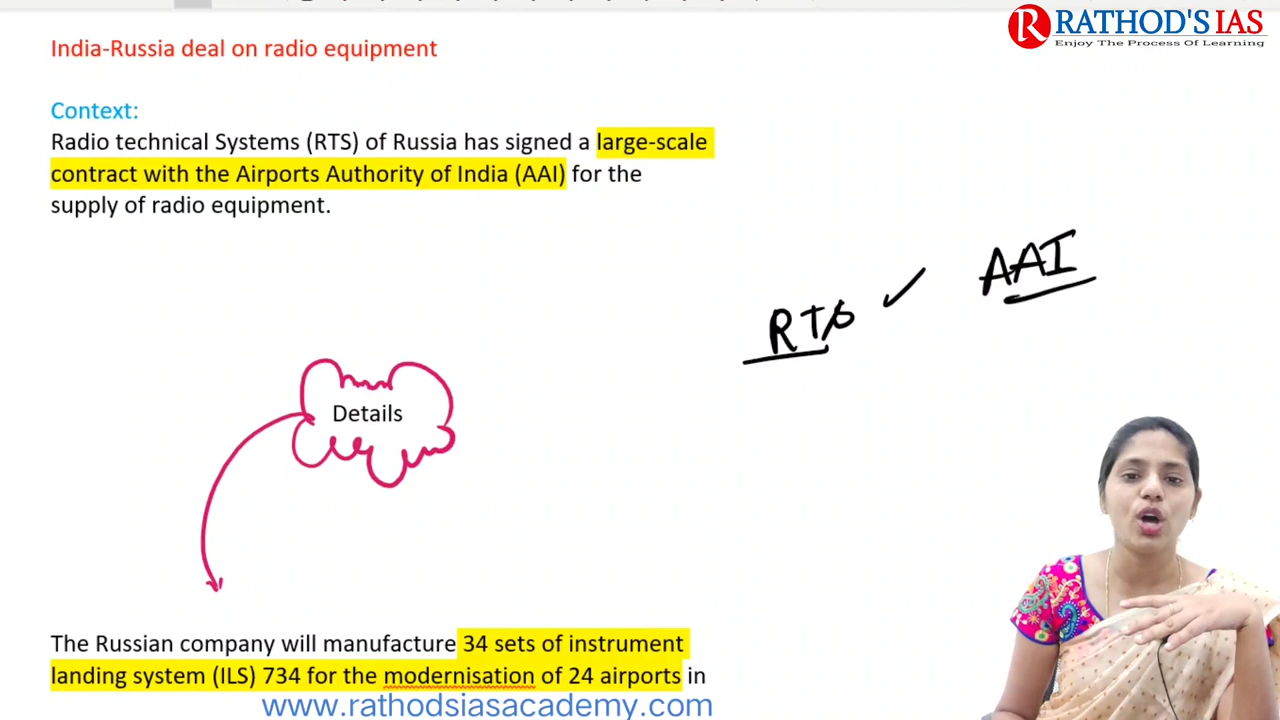 RATHOD'S IAS
Enjoy The Process Of Learning
India-Russia deal on radio equipment
Context:
Radio technical Systems (RTS) of Russia has signed a large-scale
contract with the Airports Authority of India (AAI) for the
supply of radio equipment.
AAI
RTS
Details
The Russian company will manufacture 34 sets of instrument
landing system (ILS) 734 for the modernisation of 24 airports in
www.rathodsiasacademy.com